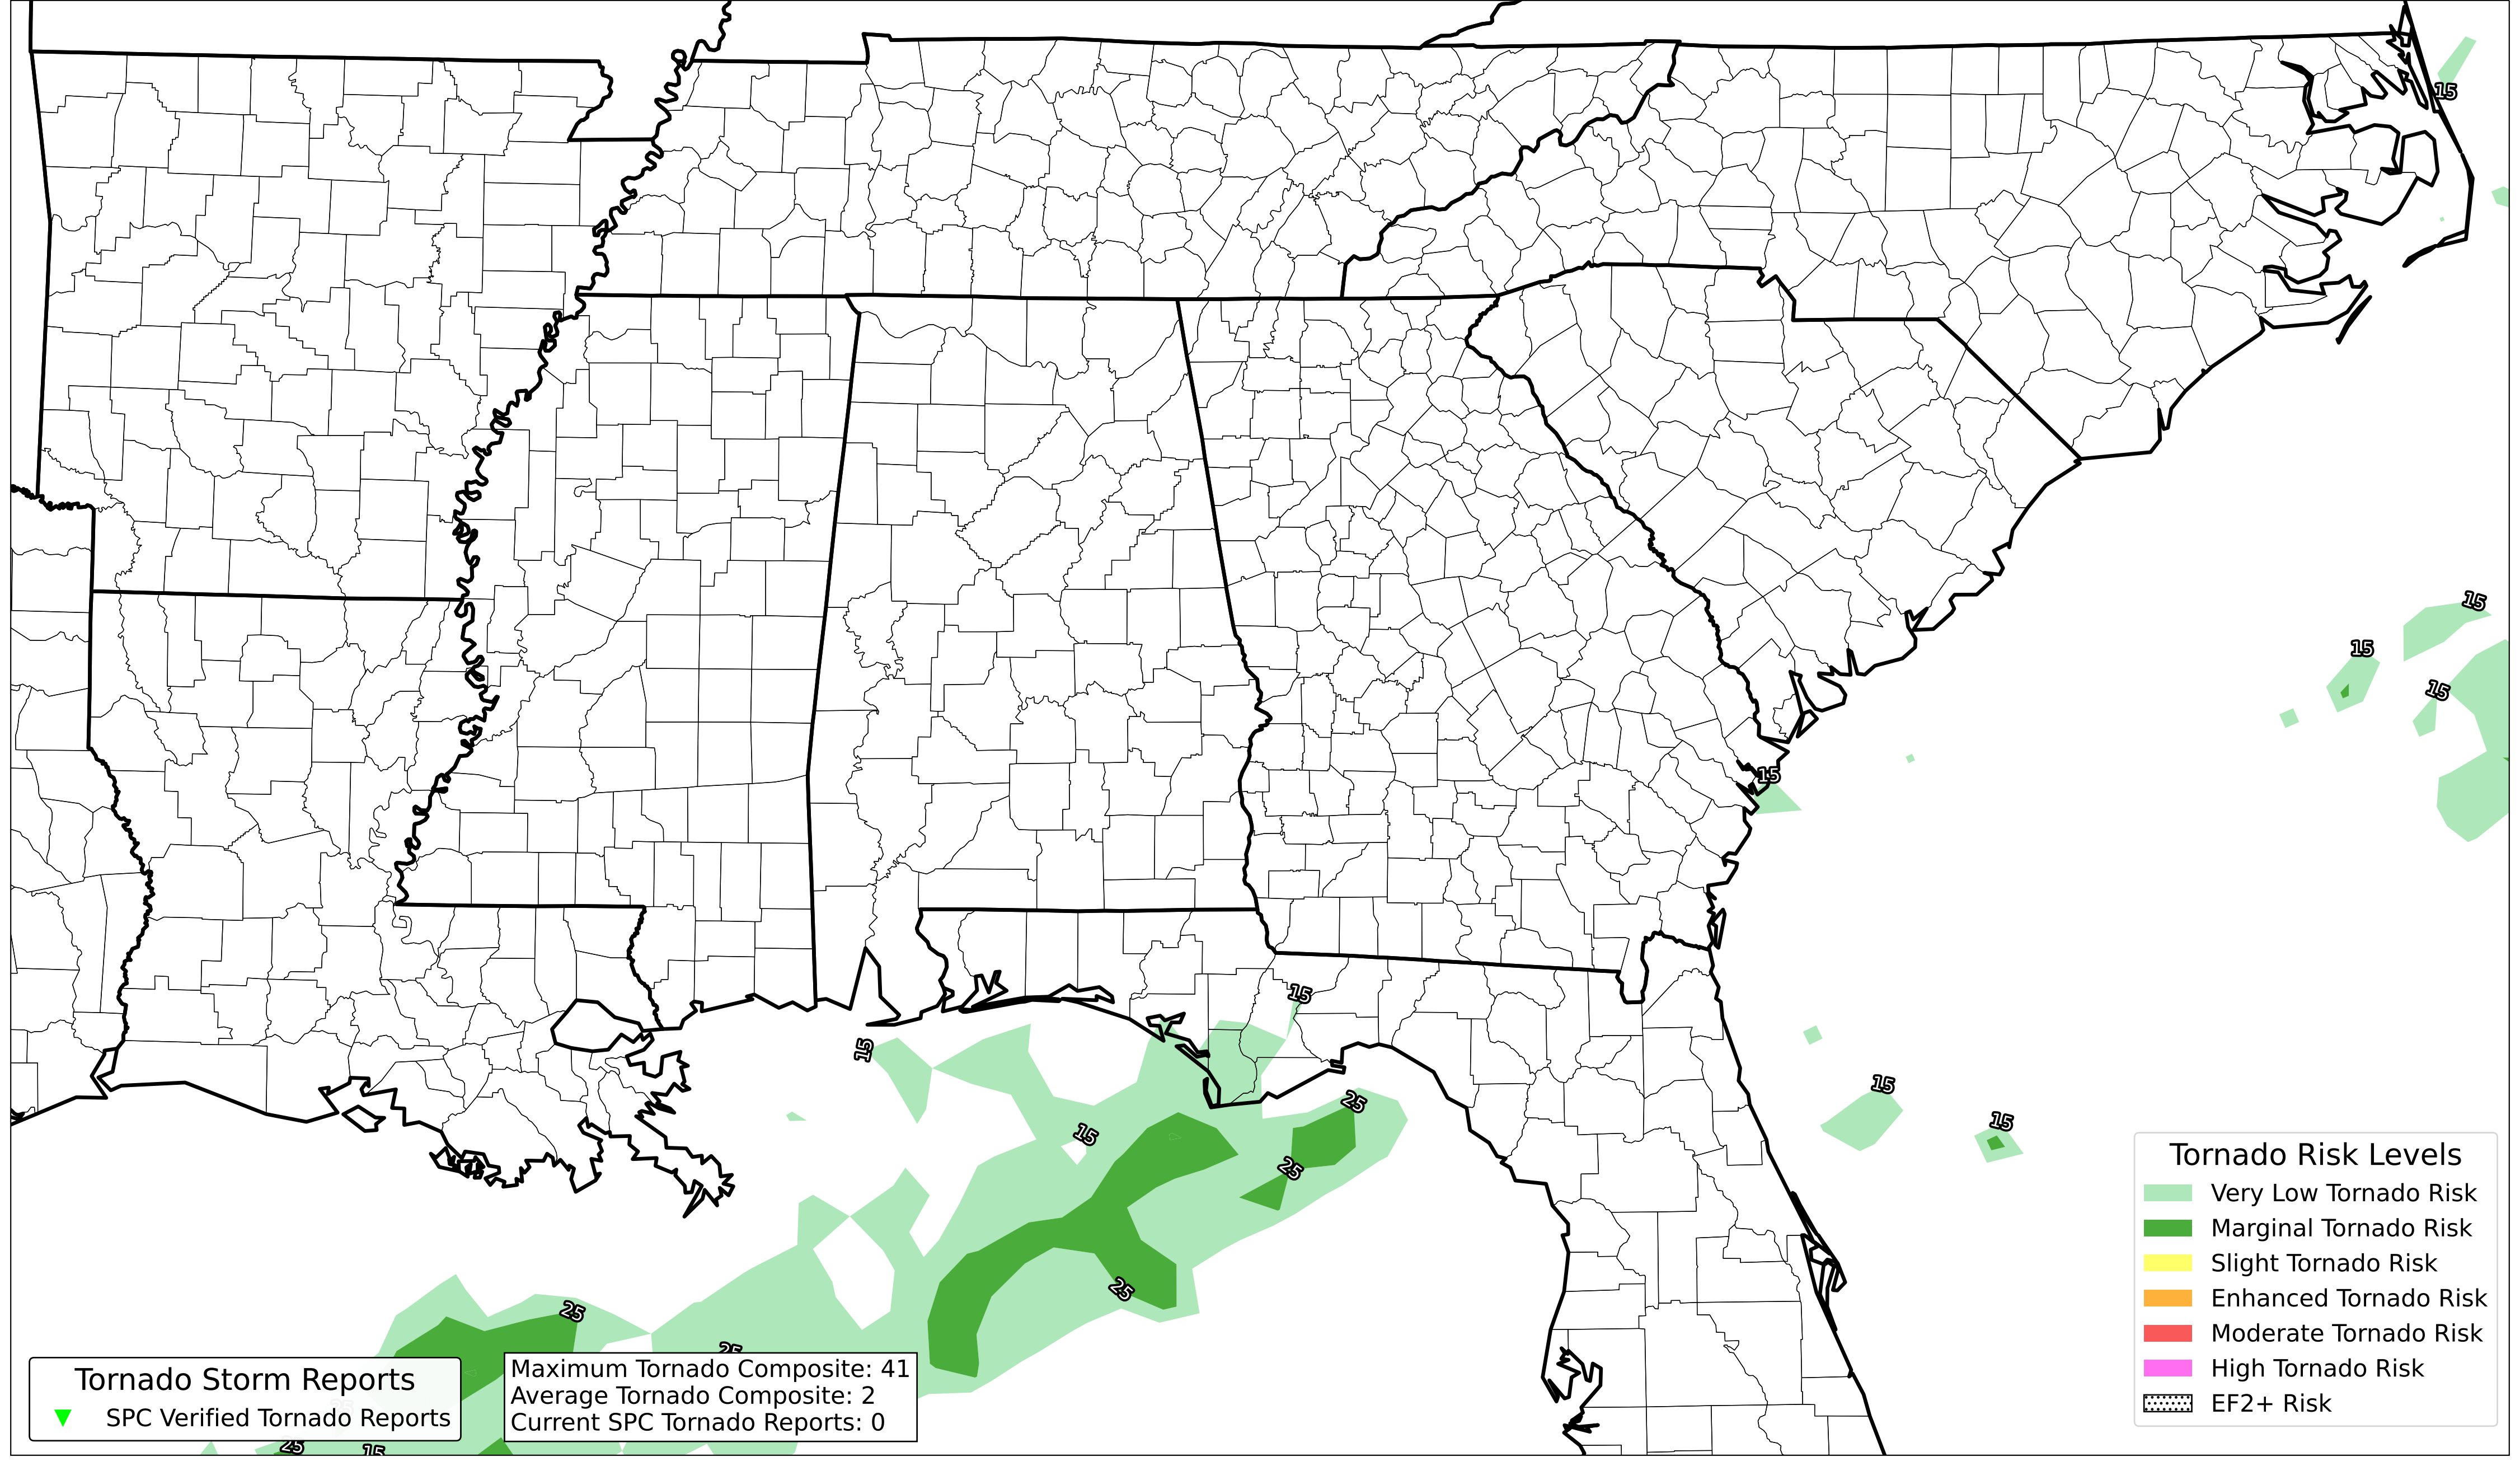 15
15
15
15
15
15
15
15
25
15
25
15
15
25
25
25
Tornado Risk Levels
Very Low Tornado Risk
Marginal Tornado Risk
Slight Tornado Risk
Enhanced Tornado Risk
Moderate Tornado Risk
High Tornado Risk
EF2+ Risk
Tornado Storm Reports
SPC Verified Tornado Reports
Maximum Tornado Composite: 41
Average Tornado Composite: 2
Current SPC Tornado Reports: 0
25
15